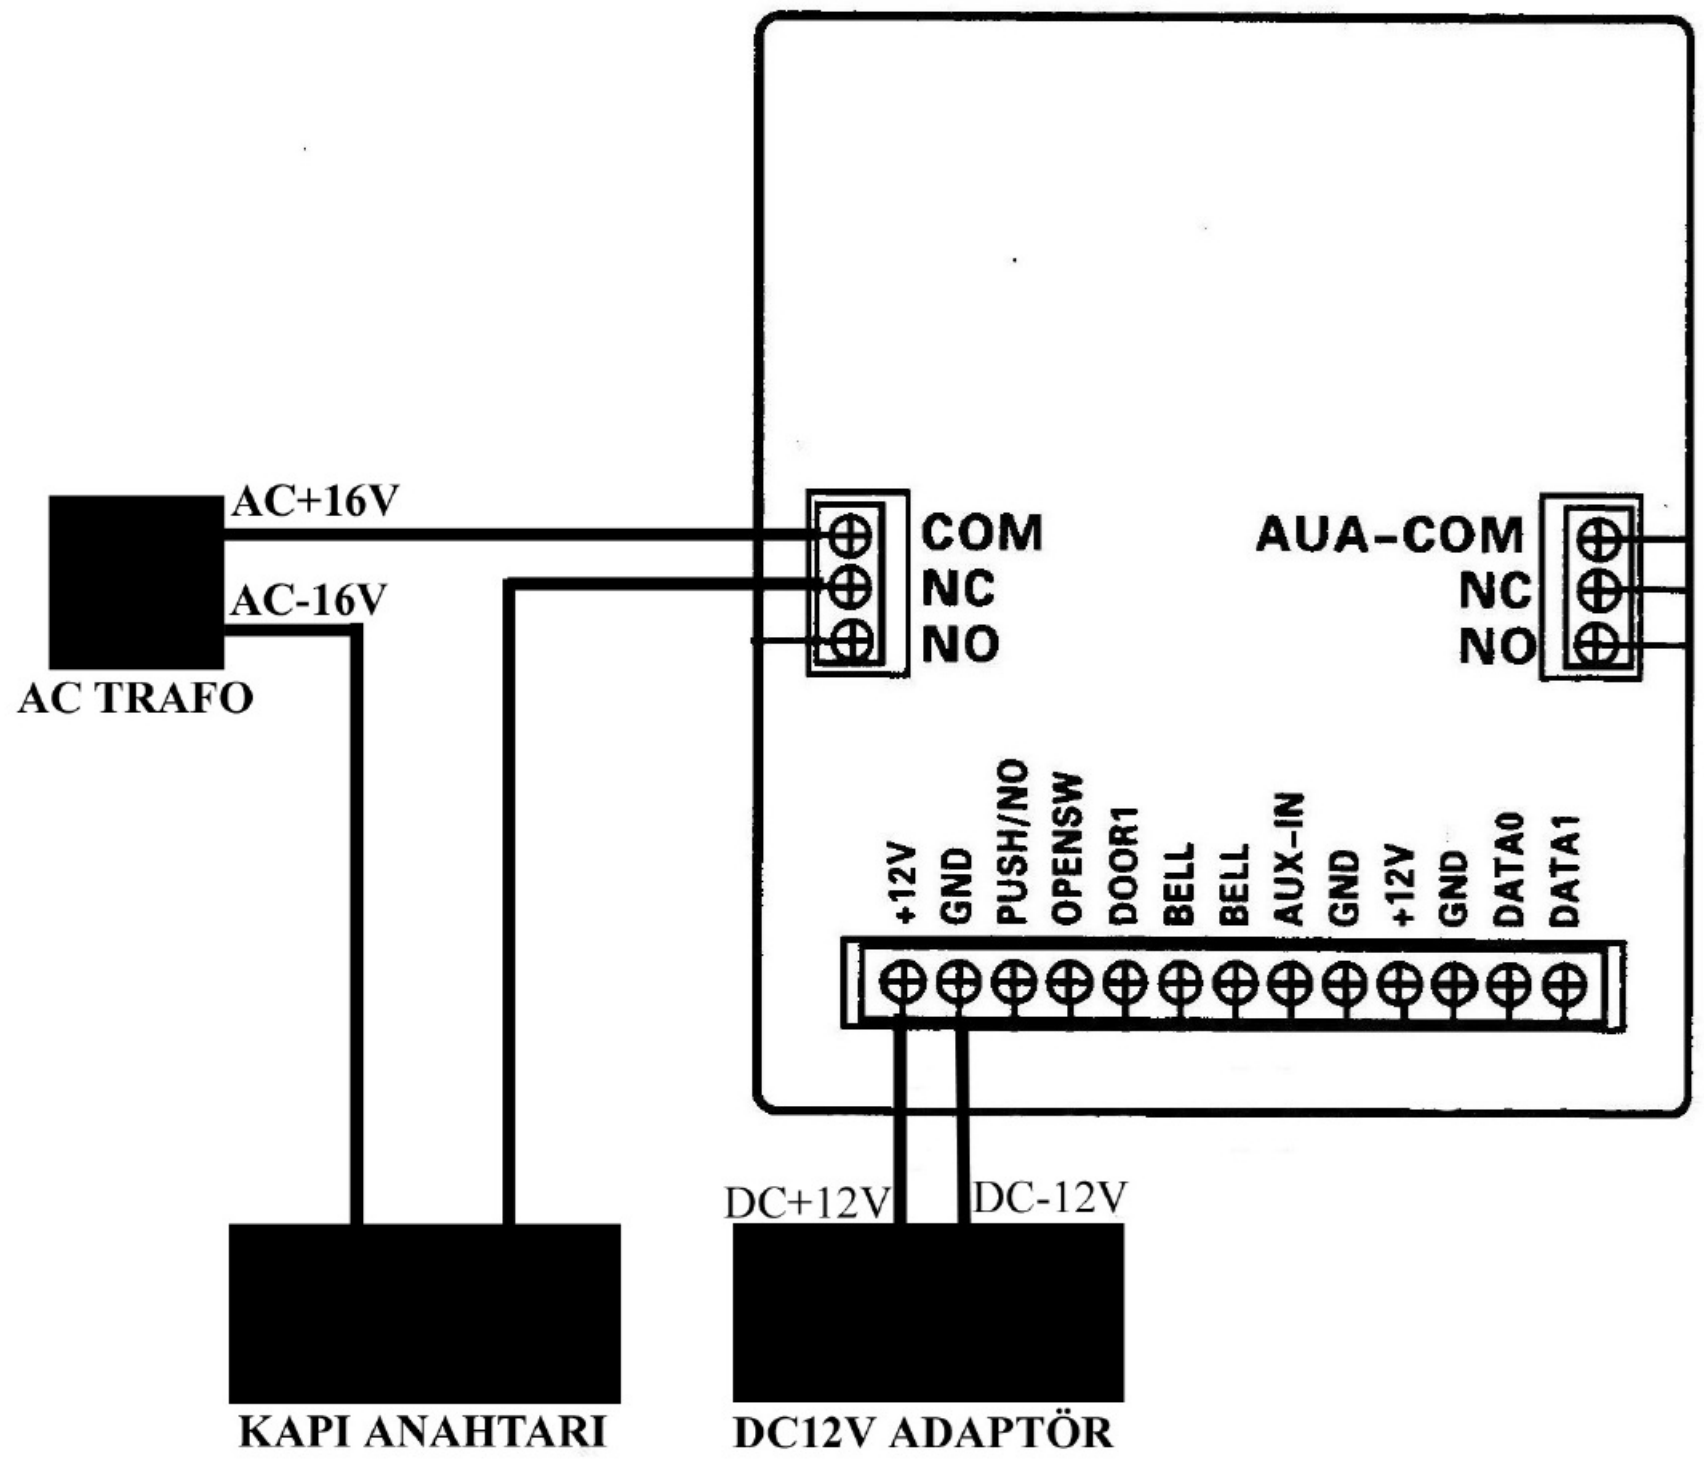 AC+16V
AC-16V
AC TRAFO
COM
NC
NO
AUA-COM
NC
NO
+12V
GND
PUSH/NO
OPENSW
DOOR1
BELL
BELL
AUX-IN
GND
+12V
GND
DATA0
DATA1
DC+12V
DC-12V
KAPI ANAHTARI
DC12V ADAPTÖR